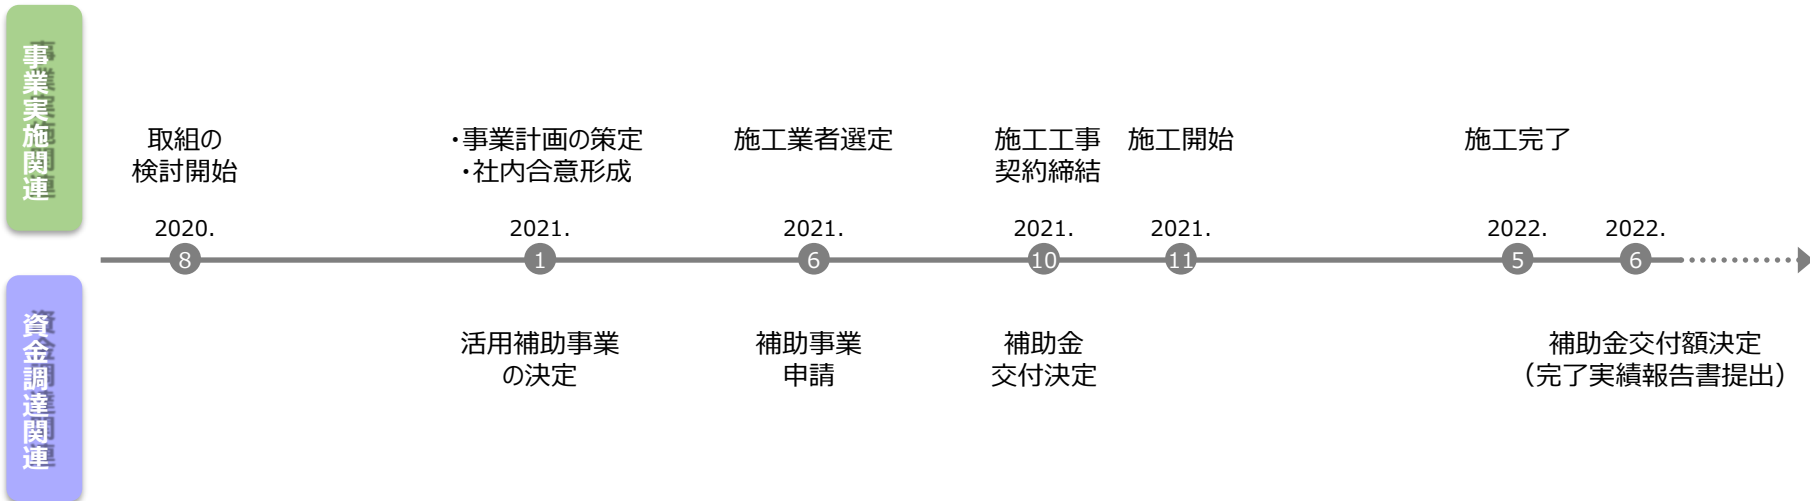 事業実施関連
取組の
検討開始
・事業計画の策定
・社内合意形成
施工業者選定
施工工事
契約締結
施工開始
施工完了
2020.
2021.
2021.
2021.
2021.
2022.
2022.
8
1
6
10
11
5
6
資金調達関連
活用補助事業
の決定
補助事業
申請
補助金
交付決定
補助金交付額決定
（完了実績報告書提出）